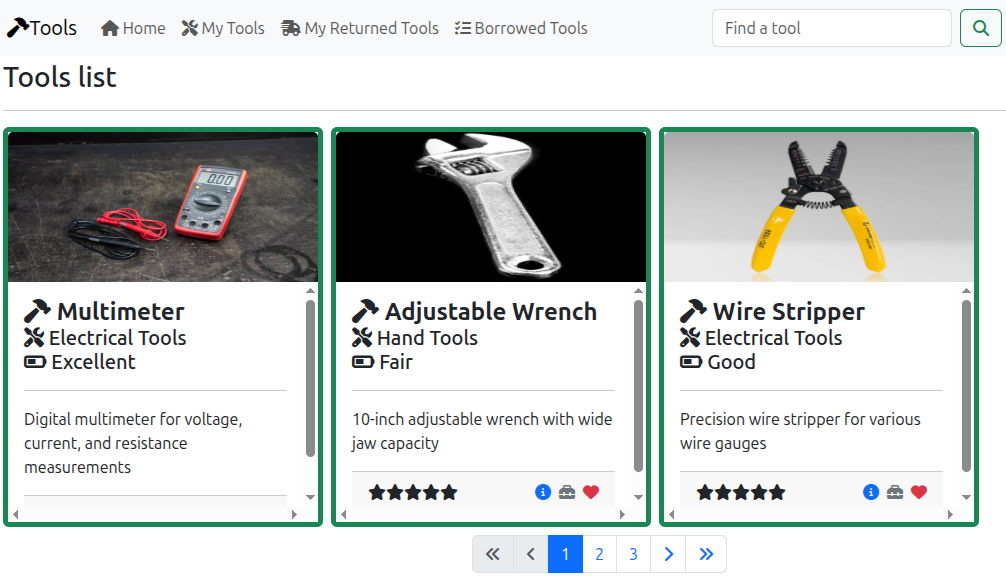 Tools Home My Tools My Returned Tools Borrowed Tools Find a tool
Tools list
0.00
Multimeter
Electrical Tools
Excellent
Digital multimeter for voltage,
current, and resistance
measurements
Adjustable Wrench
Hand Tools
Fair
10-inch adjustable wrench with wide
jaw capacity
Wire Stripper
Electrical Tools
Good
Precision wire stripper for various
wire gauges
« ‹ 1 2 3 › »